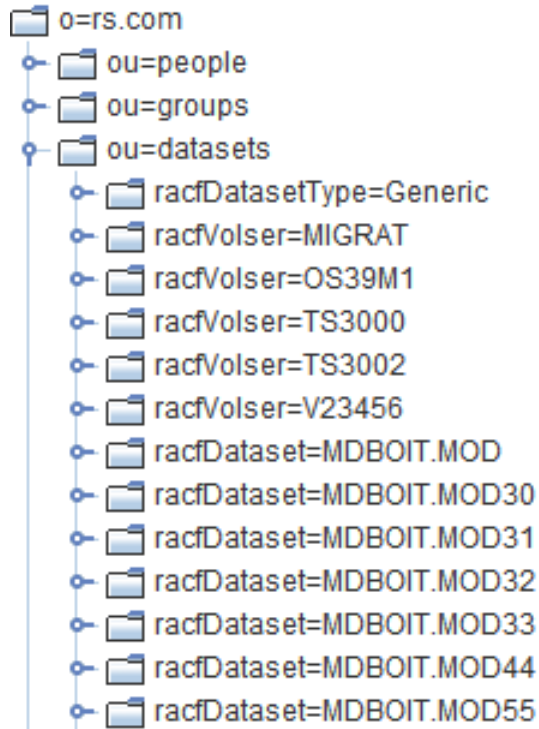 o=rs.com
ou=people
ou=groups
ou=datasets
racfDatasetType=Generic
racfVolser=MIGRAT
racfVolser=OS39M1
racfVolser=TS3000
racfVolser=TS3002
racfVolser=V23456
racfDataset=MDBOIT.MOD
racfDataset=MDBOIT.MOD30
racfDataset=MDBOIT.MOD31
racfDataset=MDBOIT.MOD32
racfDataset=MDBOIT.MOD33
racfDataset=MDBOIT.MOD44
racfDataset=MDBOIT.MOD55